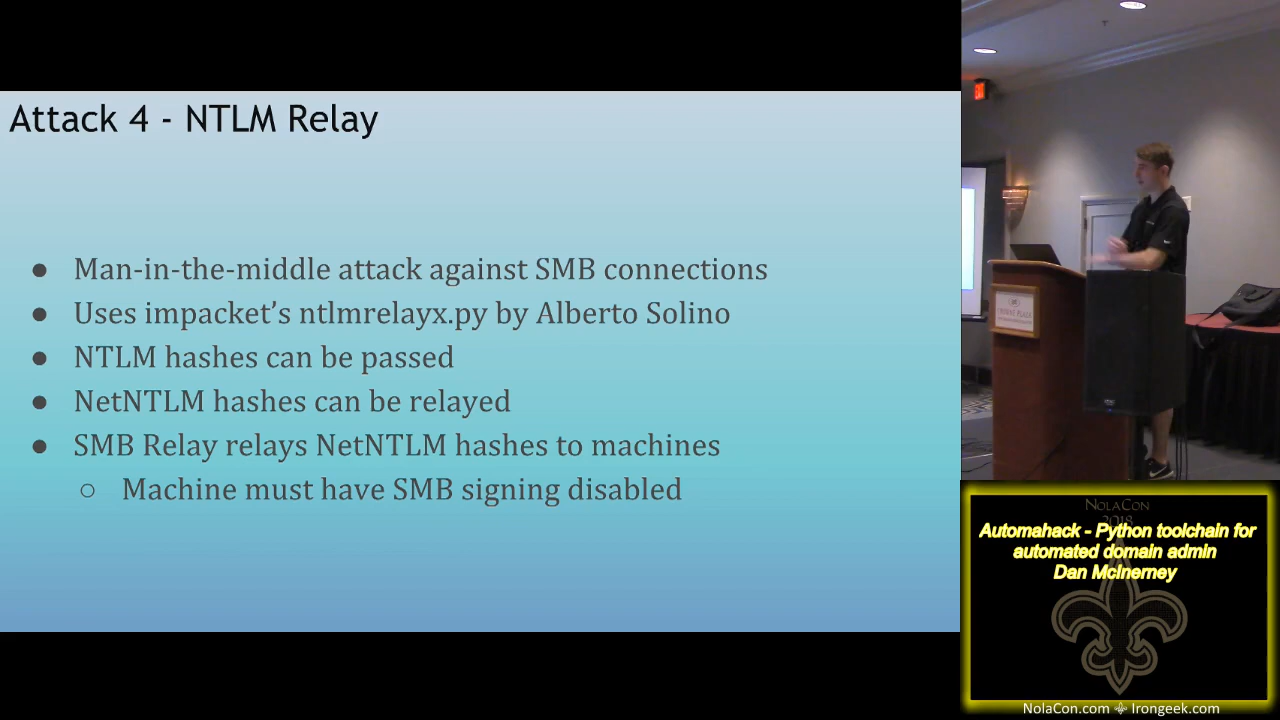 Attack 4 - NTLM Relay
● Man-in-the-middle attack against SMB connections
● Uses impacket’s ntlmrelayx.py by Alberto Solino
● NTLM hashes can be passed
● NetNTLM hashes can be relayed
● SMB Relay relays NetNTLM hashes to machines
○ Machine must have SMB signing disabled
NOLACON
2018
Automahack - Python toolchain for
automated domain admin
Dan McInerney
NolaCon.com ⚜ Irongeek.com